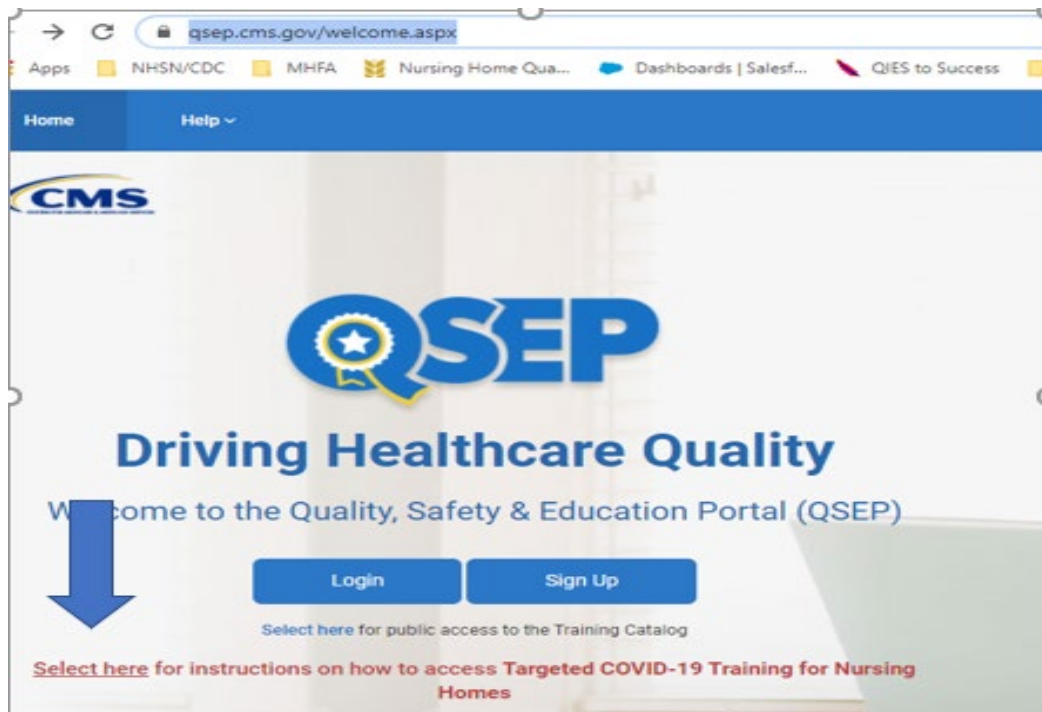 qsep.cms.gov/welcome.aspx
Apps NHSN/CDC MHFA Nursing Home Qua... Dashboards | Salesf... QIES to Success
Home Help
CMS
QSEP
Driving Healthcare Quality
W come to the Quality, Safety & Education Portal (QSEP)
Login Sign Up
Select here for public access to the Training Catalog
Select here for instructions on how to access Targeted COVID-19 Training for Nursing
Homes